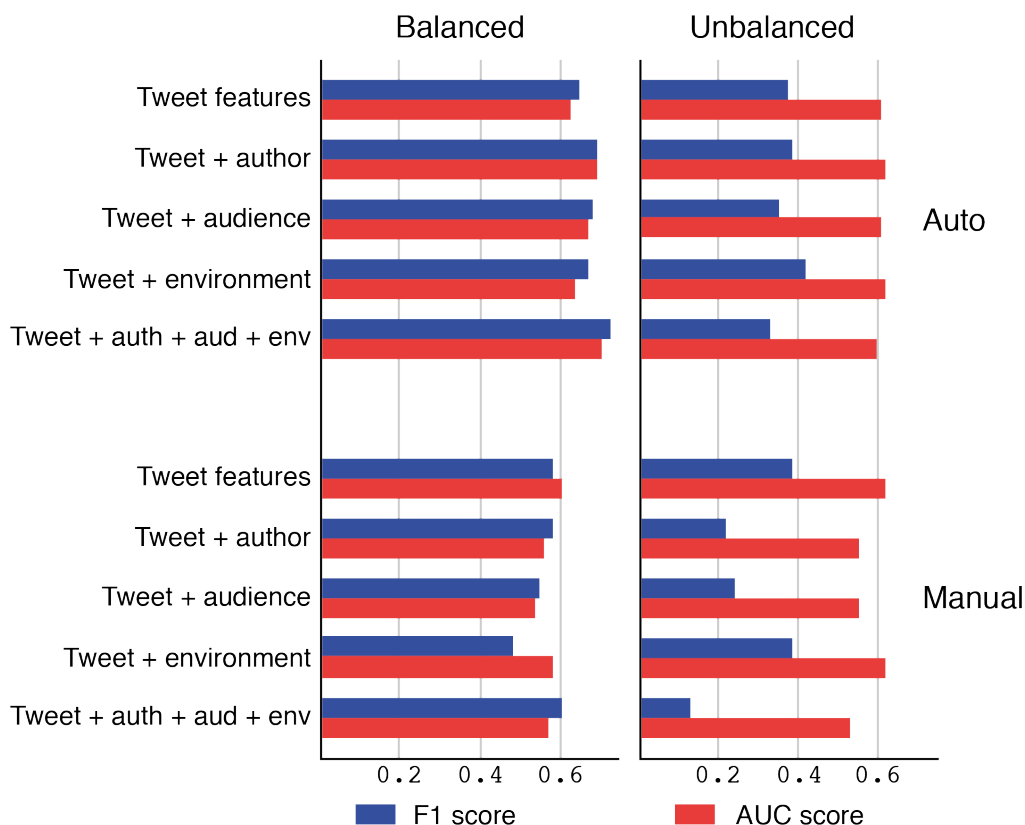 Balanced Unbalanced
Tweet features
Tweet + author
Tweet + audience
Auto
Tweet + environment
Tweet + auth + aud + env
Tweet features
Tweet + author
Tweet + audience
Manual
Tweet + environment
Tweet + auth + aud + env
0.2 0.4 0.6 0.2 0.4 0.6
F1 score AUC score